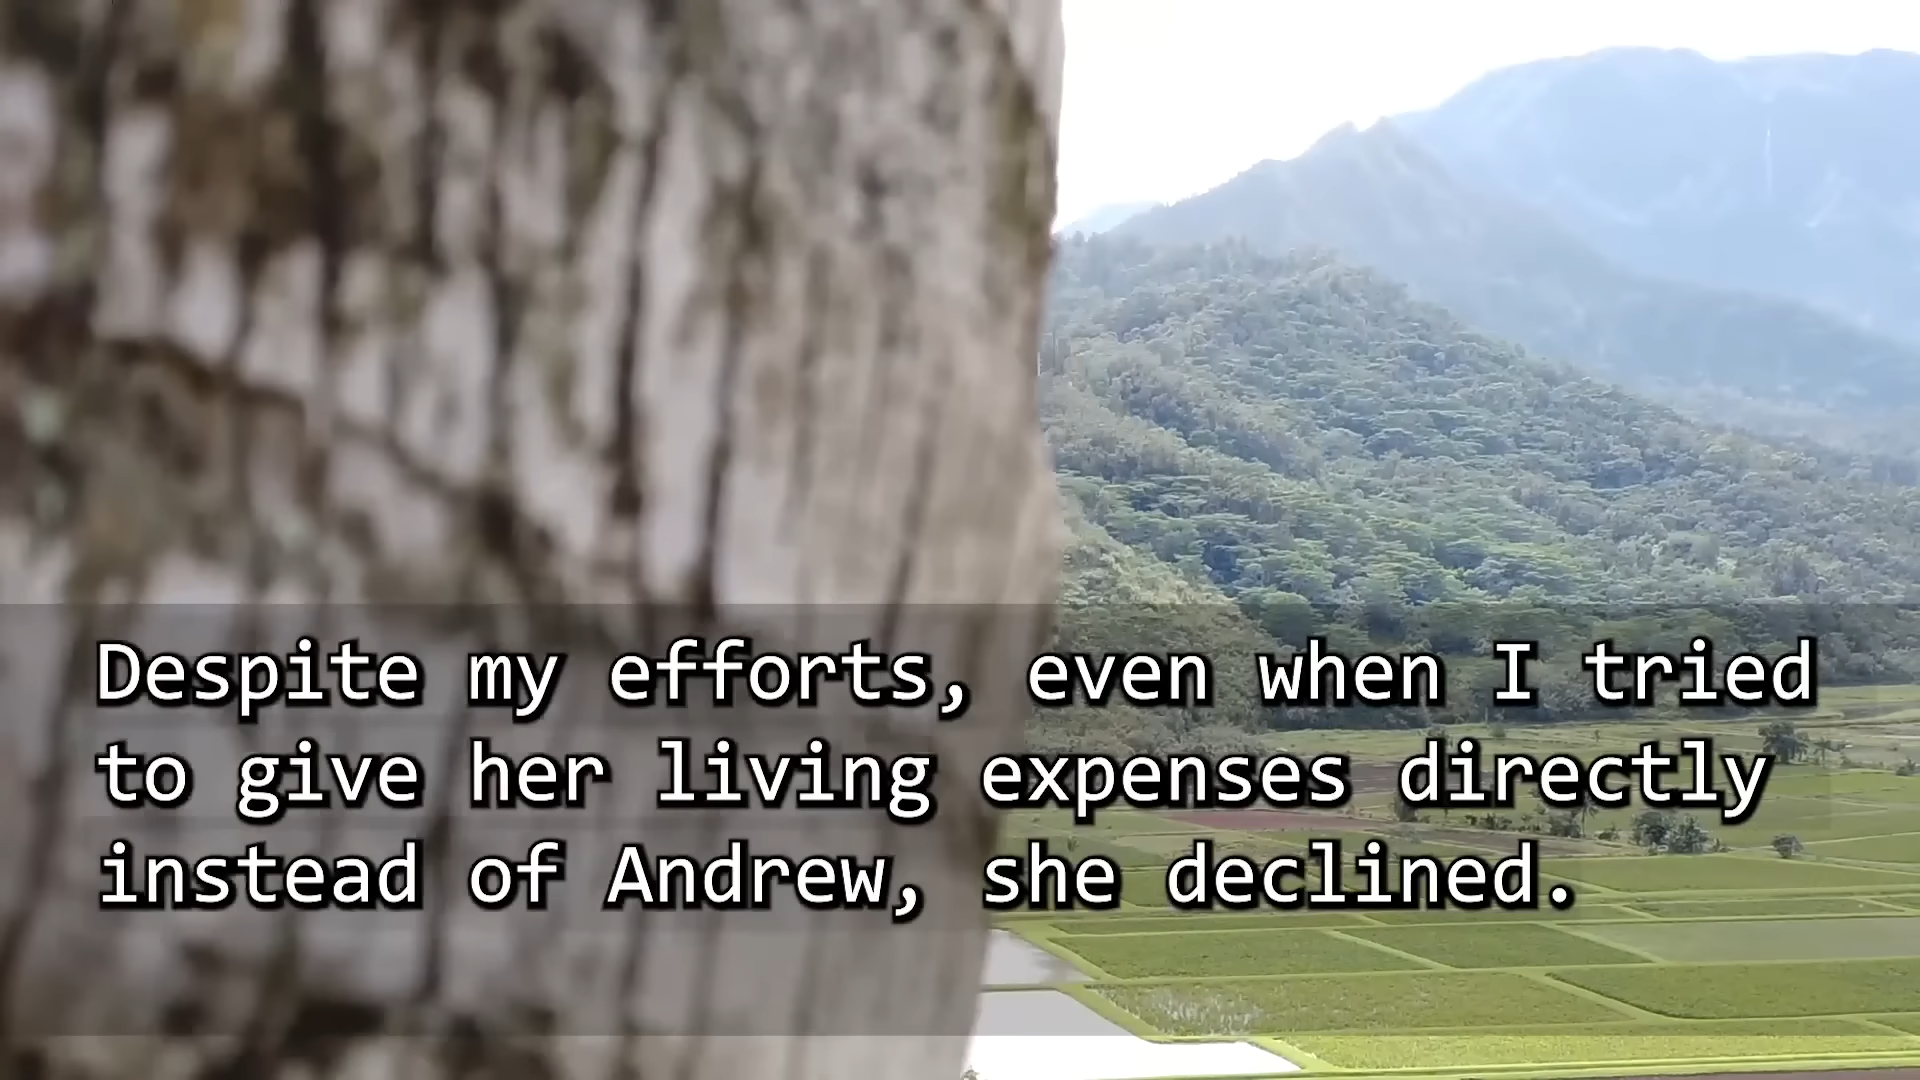 Despite my efforts, even when I tried
to give her living expenses directly
instead of Andrew, she declined.